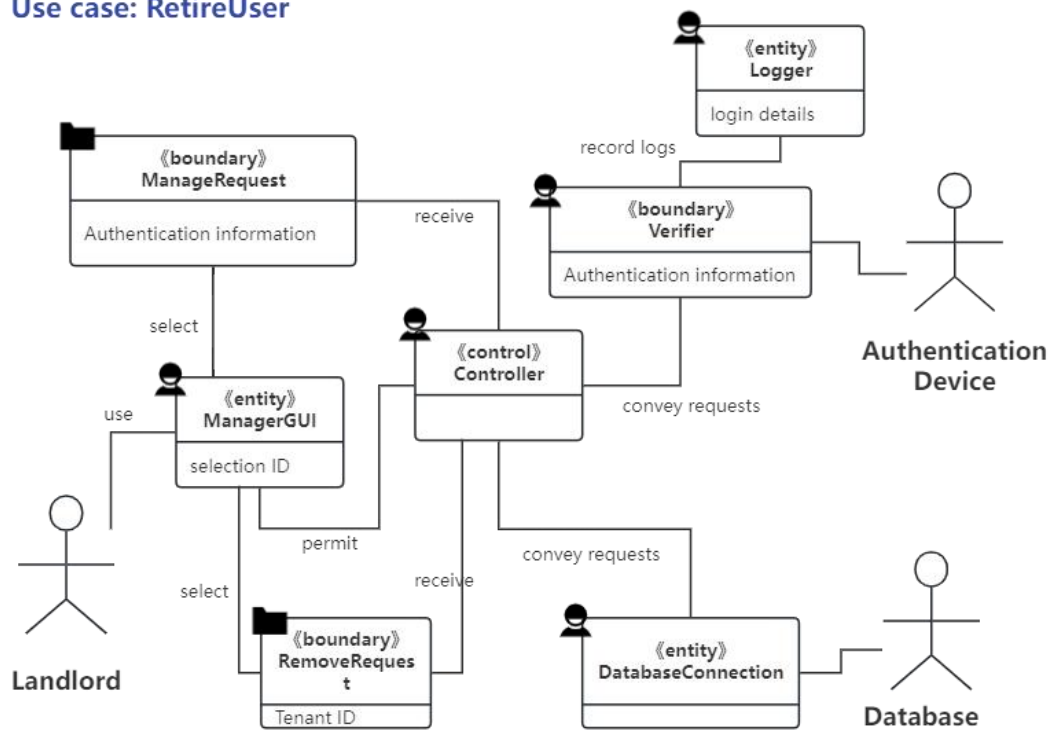 Use case: RetireUser
《entity》
Logger
login details
record logs
《boundary》
ManageRequest
Authentication information
receive
《boundary》
Verifier
Authentication information
Authentication
Device
select
《control》
Controller
convey requests
use
《entity》
ManagerGUI
selection ID
permit
convey requests
select
receive
Landlord
《boundary》
RemoveReques
t
Tenant ID
《entity》
DatabaseConnection
Database